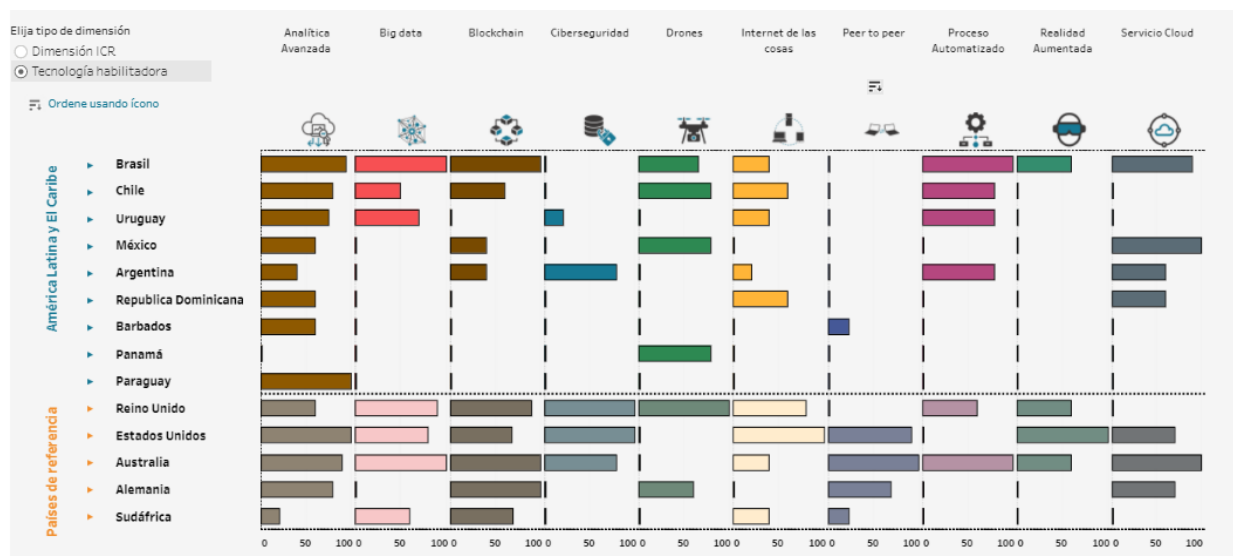 Elija tipo de dimensión
Dimensión ICR
Tecnología habilitadora
Ordene usando ícono
Analítica Avanzada
Big data
Blockchain
Ciberseguridad
Drones
Internet de las cosas
Peer to peer
Proceso Automatizado
Realidad Aumentada
Servicio Cloud
América Latina y El Caribe
Brasil
Chile
Uruguay
México
Argentina
Republica Dominicana
Barbados
Panamá
Paraguay
Países de referencia
Reino Unido
Estados Unidos
Australia
Alemania
Sudáfrica
0 50 100 0 50 100 0 50 100 0 50 100 0 50 100 0 50 100 0 50 100 0 50 100 0 50 100 0 50 100